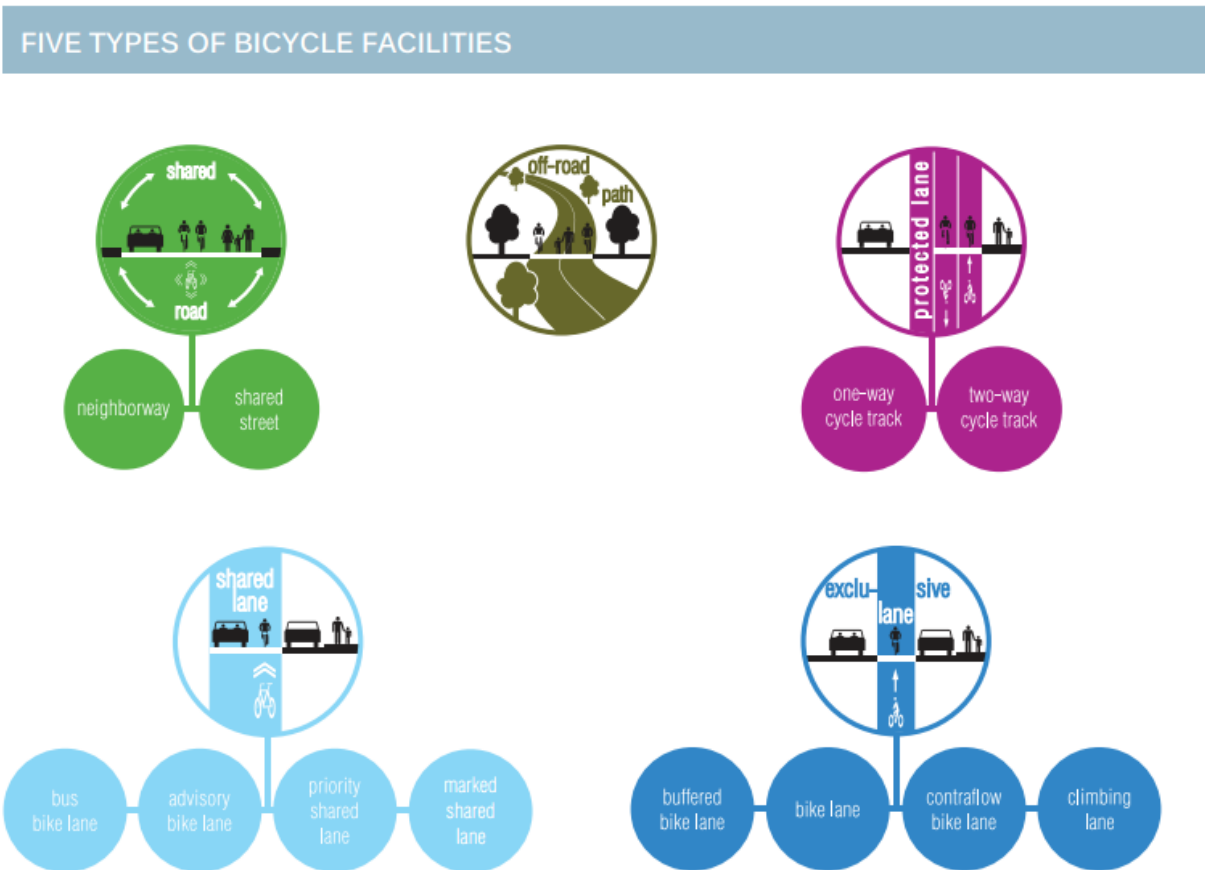 FIVE TYPES OF BICYCLE FACILITIES
shared
road
neighborway
shared
street
off-road
path
protected lane
one-way
cycle track
two-way
cycle track
shared
lane
bus
bike lane
advisory
bike lane
priority
shared
lane
marked
shared
lane
exclu-sive
lane
buffered
bike lane
bike lane
contraflow
bike lane
climbing
lane